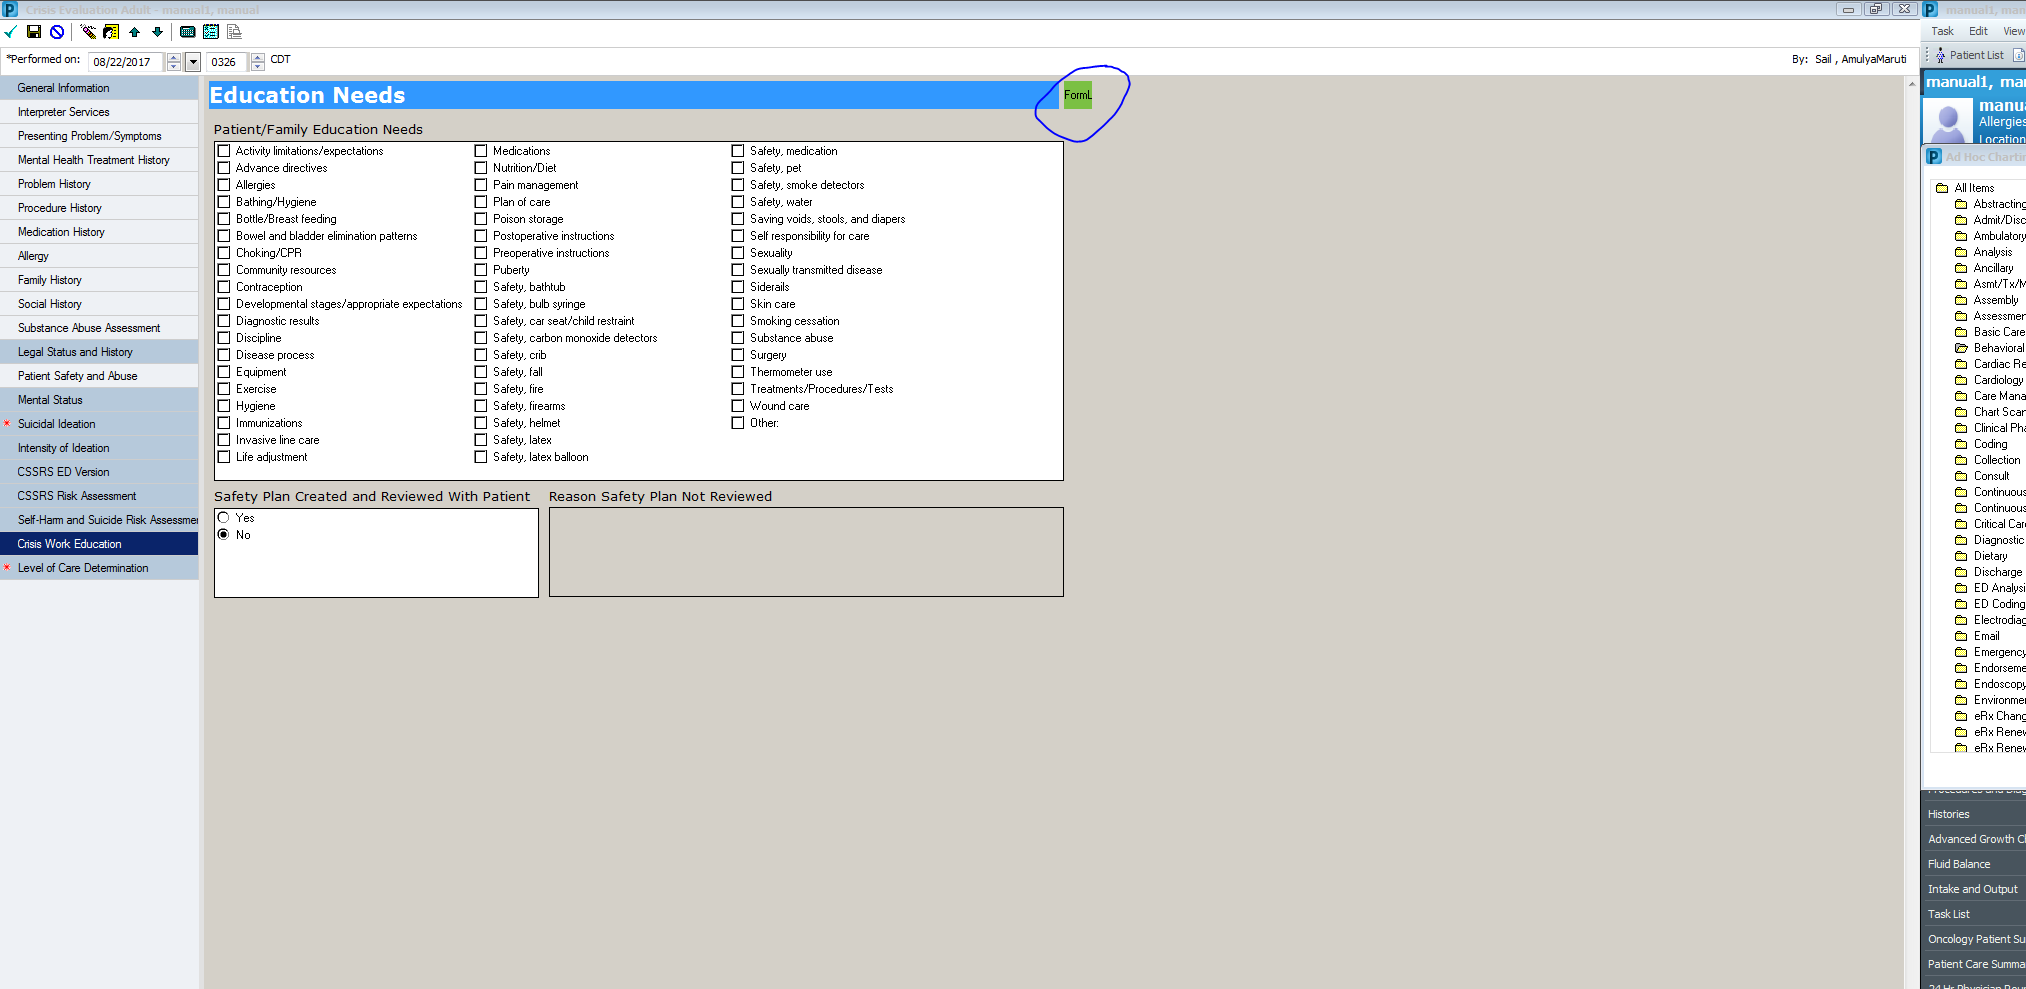 Crisis Evaluation Adult - manual1, manual
*Performed on: 08/22/2017 0326 CDT By: Sail , AmulyaMaruti
General Information
Interpreter Services
Presenting Problem/Symptoms
Mental Health Treatment History
Problem History
Procedure History
Medication History
Allergy
Family History
Social History
Substance Abuse Assessment
Legal Status and History
Patient Safety and Abuse
Mental Status
* Suicidal Ideation
Intensity of Ideation
CSSRS ED Version
CSSRS Risk Assessment
Self-Harm and Suicide Risk Assessmen
Crisis Work Education
* Level of Care Determination
Education Needs
FormL
Patient/Family Education Needs
Activity limitations/expectations
Advance directives
Allergies
Bathing/Hygiene
Bottle/Breast feeding
Bowel and bladder elimination patterns
Choking/CPR
Community resources
Contraception
Developmental stages/appropriate expectations
Diagnostic results
Discipline
Disease process
Equipment
Exercise
Hygiene
Immunizations
Invasive line care
Life adjustment
Medications
Nutrition/Diet
Pain management
Plan of care
Poison storage
Postoperative instructions
Preoperative instructions
Puberty
Safety, bathtub
Safety, bulb syringe
Safety, car seat/child restraint
Safety, carbon monoxide detectors
Safety, crib
Safety, fall
Safety, fire
Safety, firearms
Safety, helmet
Safety, latex
Safety, latex balloon
Safety, medication
Safety, pet
Safety, smoke detectors
Safety, water
Saving voids, stools, and diapers
Self responsibility for care
Sexuality
Sexually transmitted disease
Siderails
Skin care
Smoking cessation
Substance abuse
Surgery
Thermometer use
Treatments/Procedures/Tests
Wound care
Other:
Safety Plan Created and Reviewed With Patient
Yes
No
Reason Safety Plan Not Reviewed
manual1, man
Task Edit View
Patient List
manual1, ma
manua
Allergies
Location
Ad Hoc Chartin
All Items
Abstracting
Admit/Disc
Ambulatory
Analysis
Ancillary
Asmt/Tx/M
Assembly
Assessmen
Basic Care
Behavioral
Cardiac Re
Cardiology
Care Mana
Chart Scan
Clinical Pha
Coding
Collection
Consult
Continuous
Continuous
Critical Car
Diagnostic
Dietary
Discharge
ED Analysi
ED Coding
Electrodiag
Email
Emergency
Endorseme
Endoscopy
Environme
eRx Chang
eRx Renew
eRx Renew
Procedures and Diag
Histories
Advanced Growth Ch
Fluid Balance
Intake and Output
Task List
Oncology Patient Su
Patient Care Summa
24 Hr Physician Rou